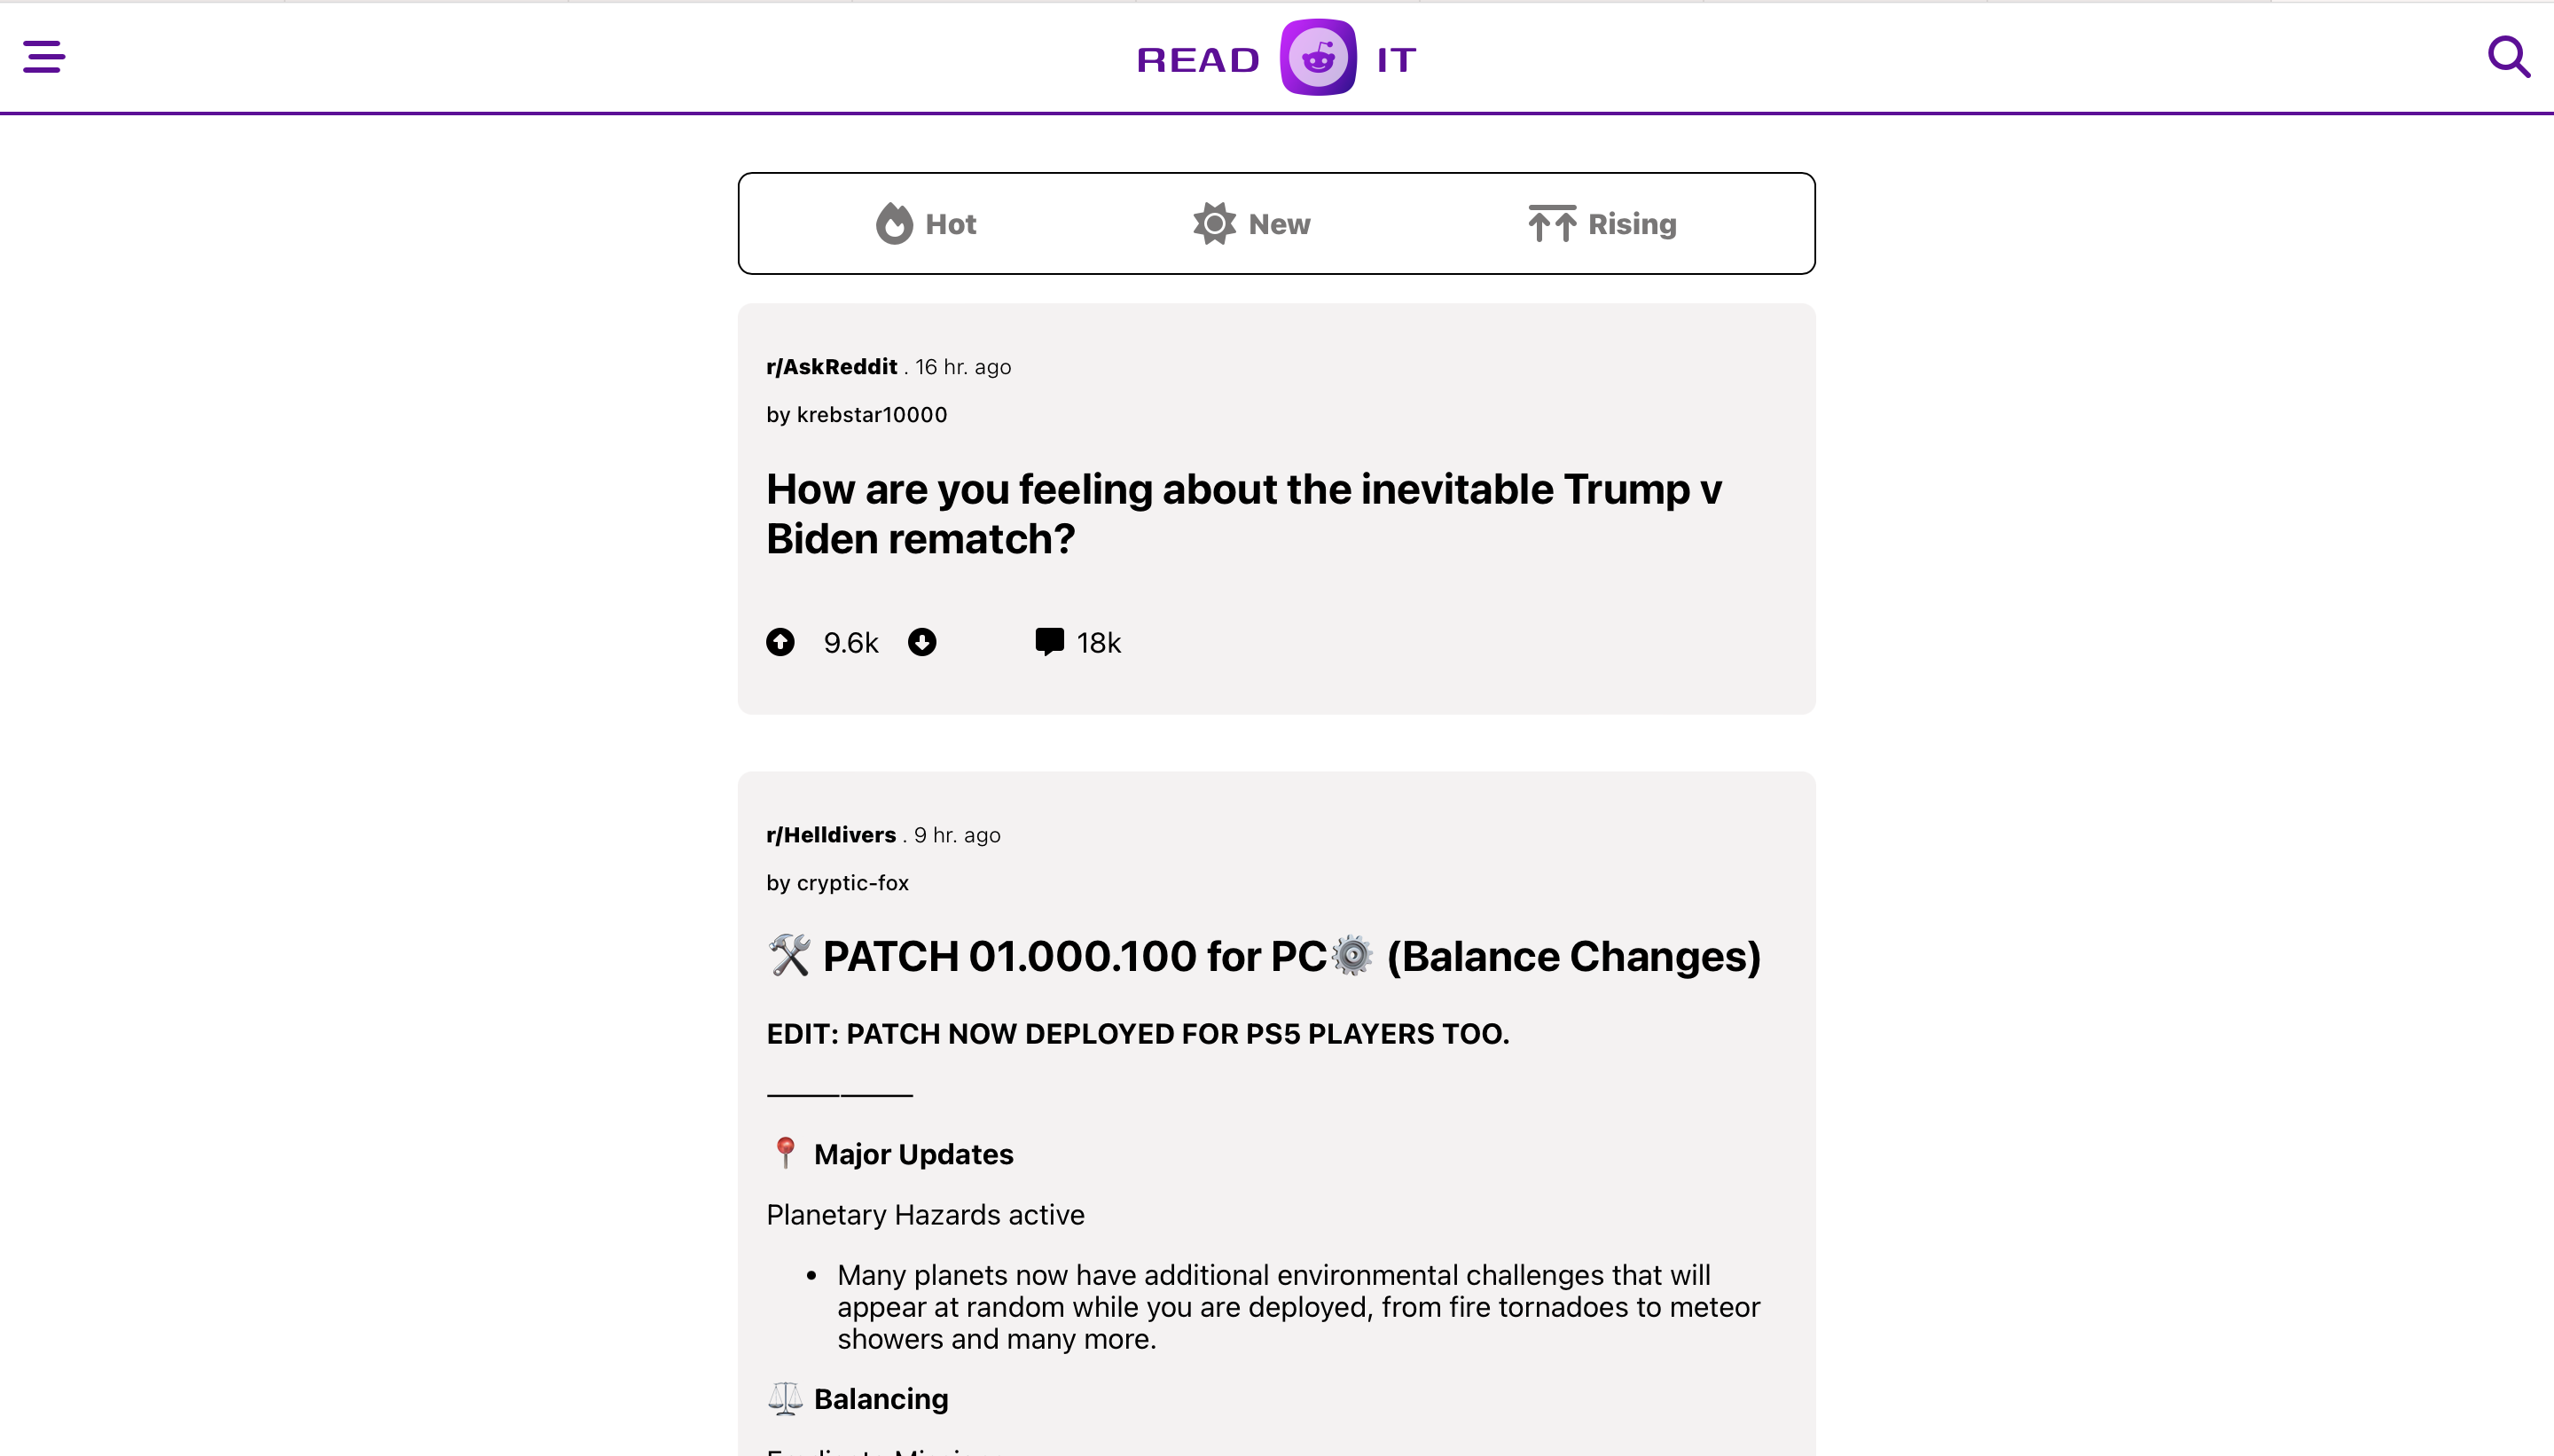 READ IT
Hot New Rising
r/AskReddit . 16 hr. ago
by krebstar10000
How are you feeling about the inevitable Trump v
Biden rematch?
9.6k 18k
r/Helldivers . 9 hr. ago
by cryptic-fox
🛠️ PATCH 01.000.100 for PC⚙️ (Balance Changes)
EDIT: PATCH NOW DEPLOYED FOR PS5 PLAYERS TOO.
⸻⸻
📍 Major Updates
Planetary Hazards active
• Many planets now have additional environmental challenges that will
appear at random while you are deployed, from fire tornadoes to meteor
showers and many more.
⚖️ Balancing